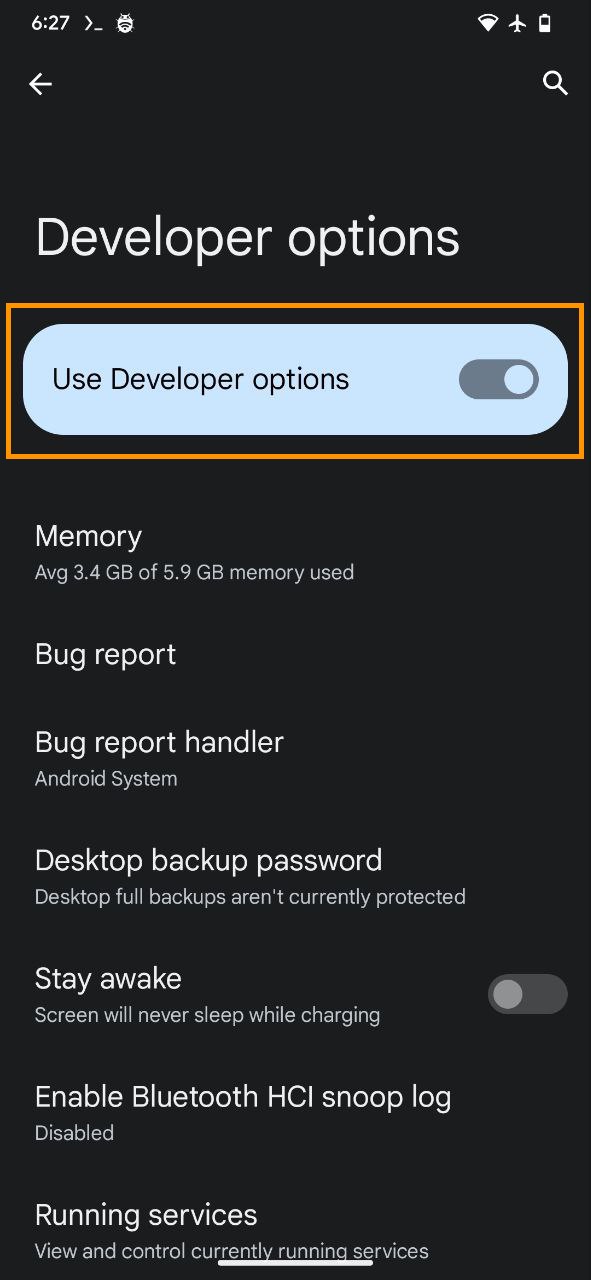 6:27
Developer options
Use Developer options
Memory
Avg 3.4 GB of 5.9 GB memory used
Bug report
Bug report handler
Android System
Desktop backup password
Desktop full backups aren't currently protected
Stay awake
Screen will never sleep while charging
Enable Bluetooth HCI snoop log
Disabled
Running services
View and control currently running services